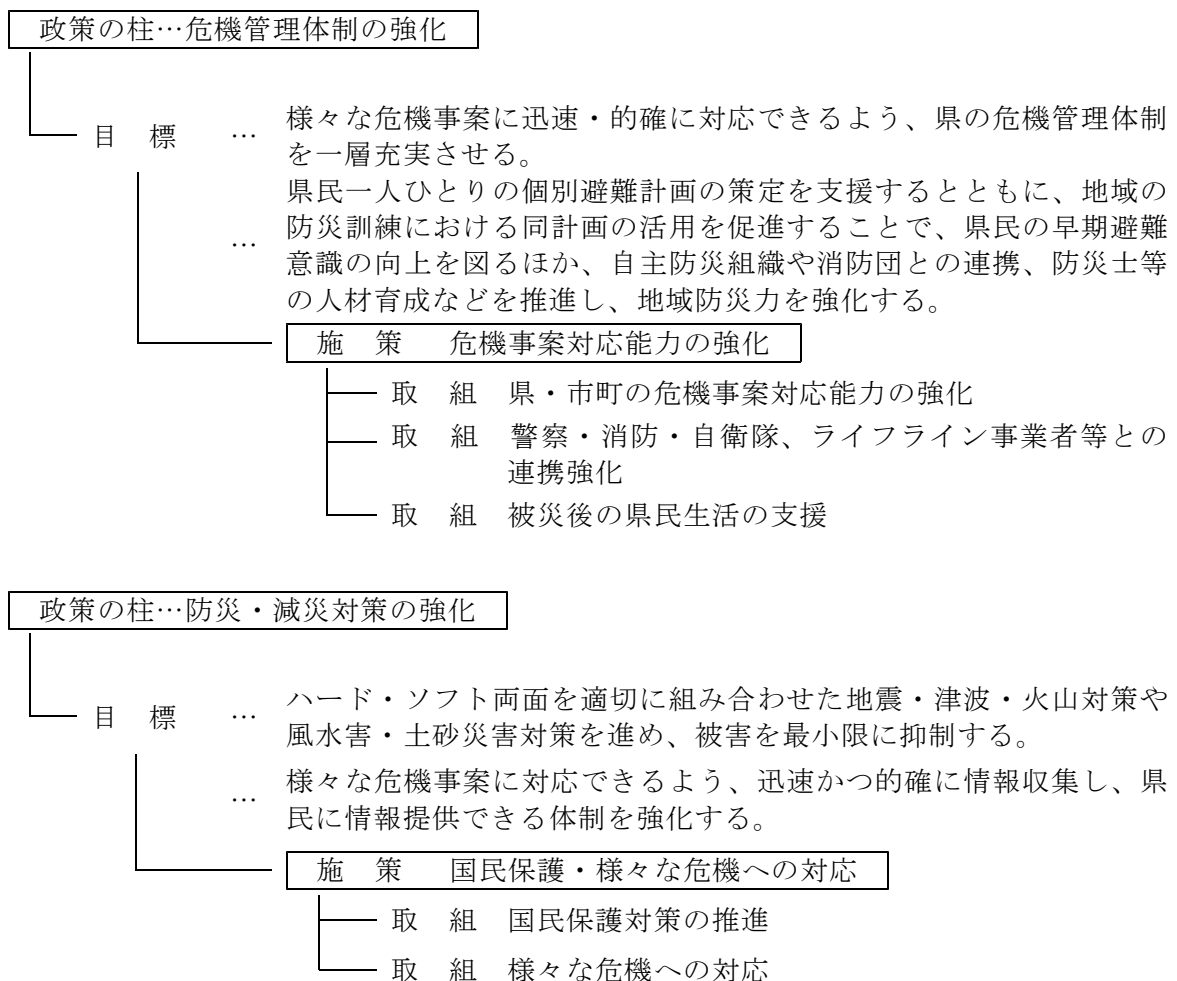 政策の柱…危機管理体制の強化
目　標　…　様々な危機事案に迅速・的確に対応できるよう、県の危機管理体制
を一層充実させる。
…　県民一人ひとりの個別避難計画の策定を支援するとともに、地域の
防災訓練における同計画の活用を促進することで、県民の早期避難
意識の向上を図るほか、自主防災組織や消防団との連携、防災士等
の人材育成などを推進し、地域防災力を強化する。
施　策　危機事案対応能力の強化
取　組　県・市町の危機事案対応能力の強化
取　組　警察・消防・自衛隊、ライフライン事業者等との
連携強化
取　組　被災後の県民生活の支援
政策の柱…防災・減災対策の強化
目　標　…　ハード・ソフト両面を適切に組み合わせた地震・津波・火山対策や
風水害・土砂災害対策を進め、被害を最小限に抑制する。
…　様々な危機事案に対応できるよう、迅速かつ的確に情報収集し、県
民に情報提供できる体制を強化する。
施　策　国民保護・様々な危機への対応
取　組　国民保護対策の推進
取　組　様々な危機への対応